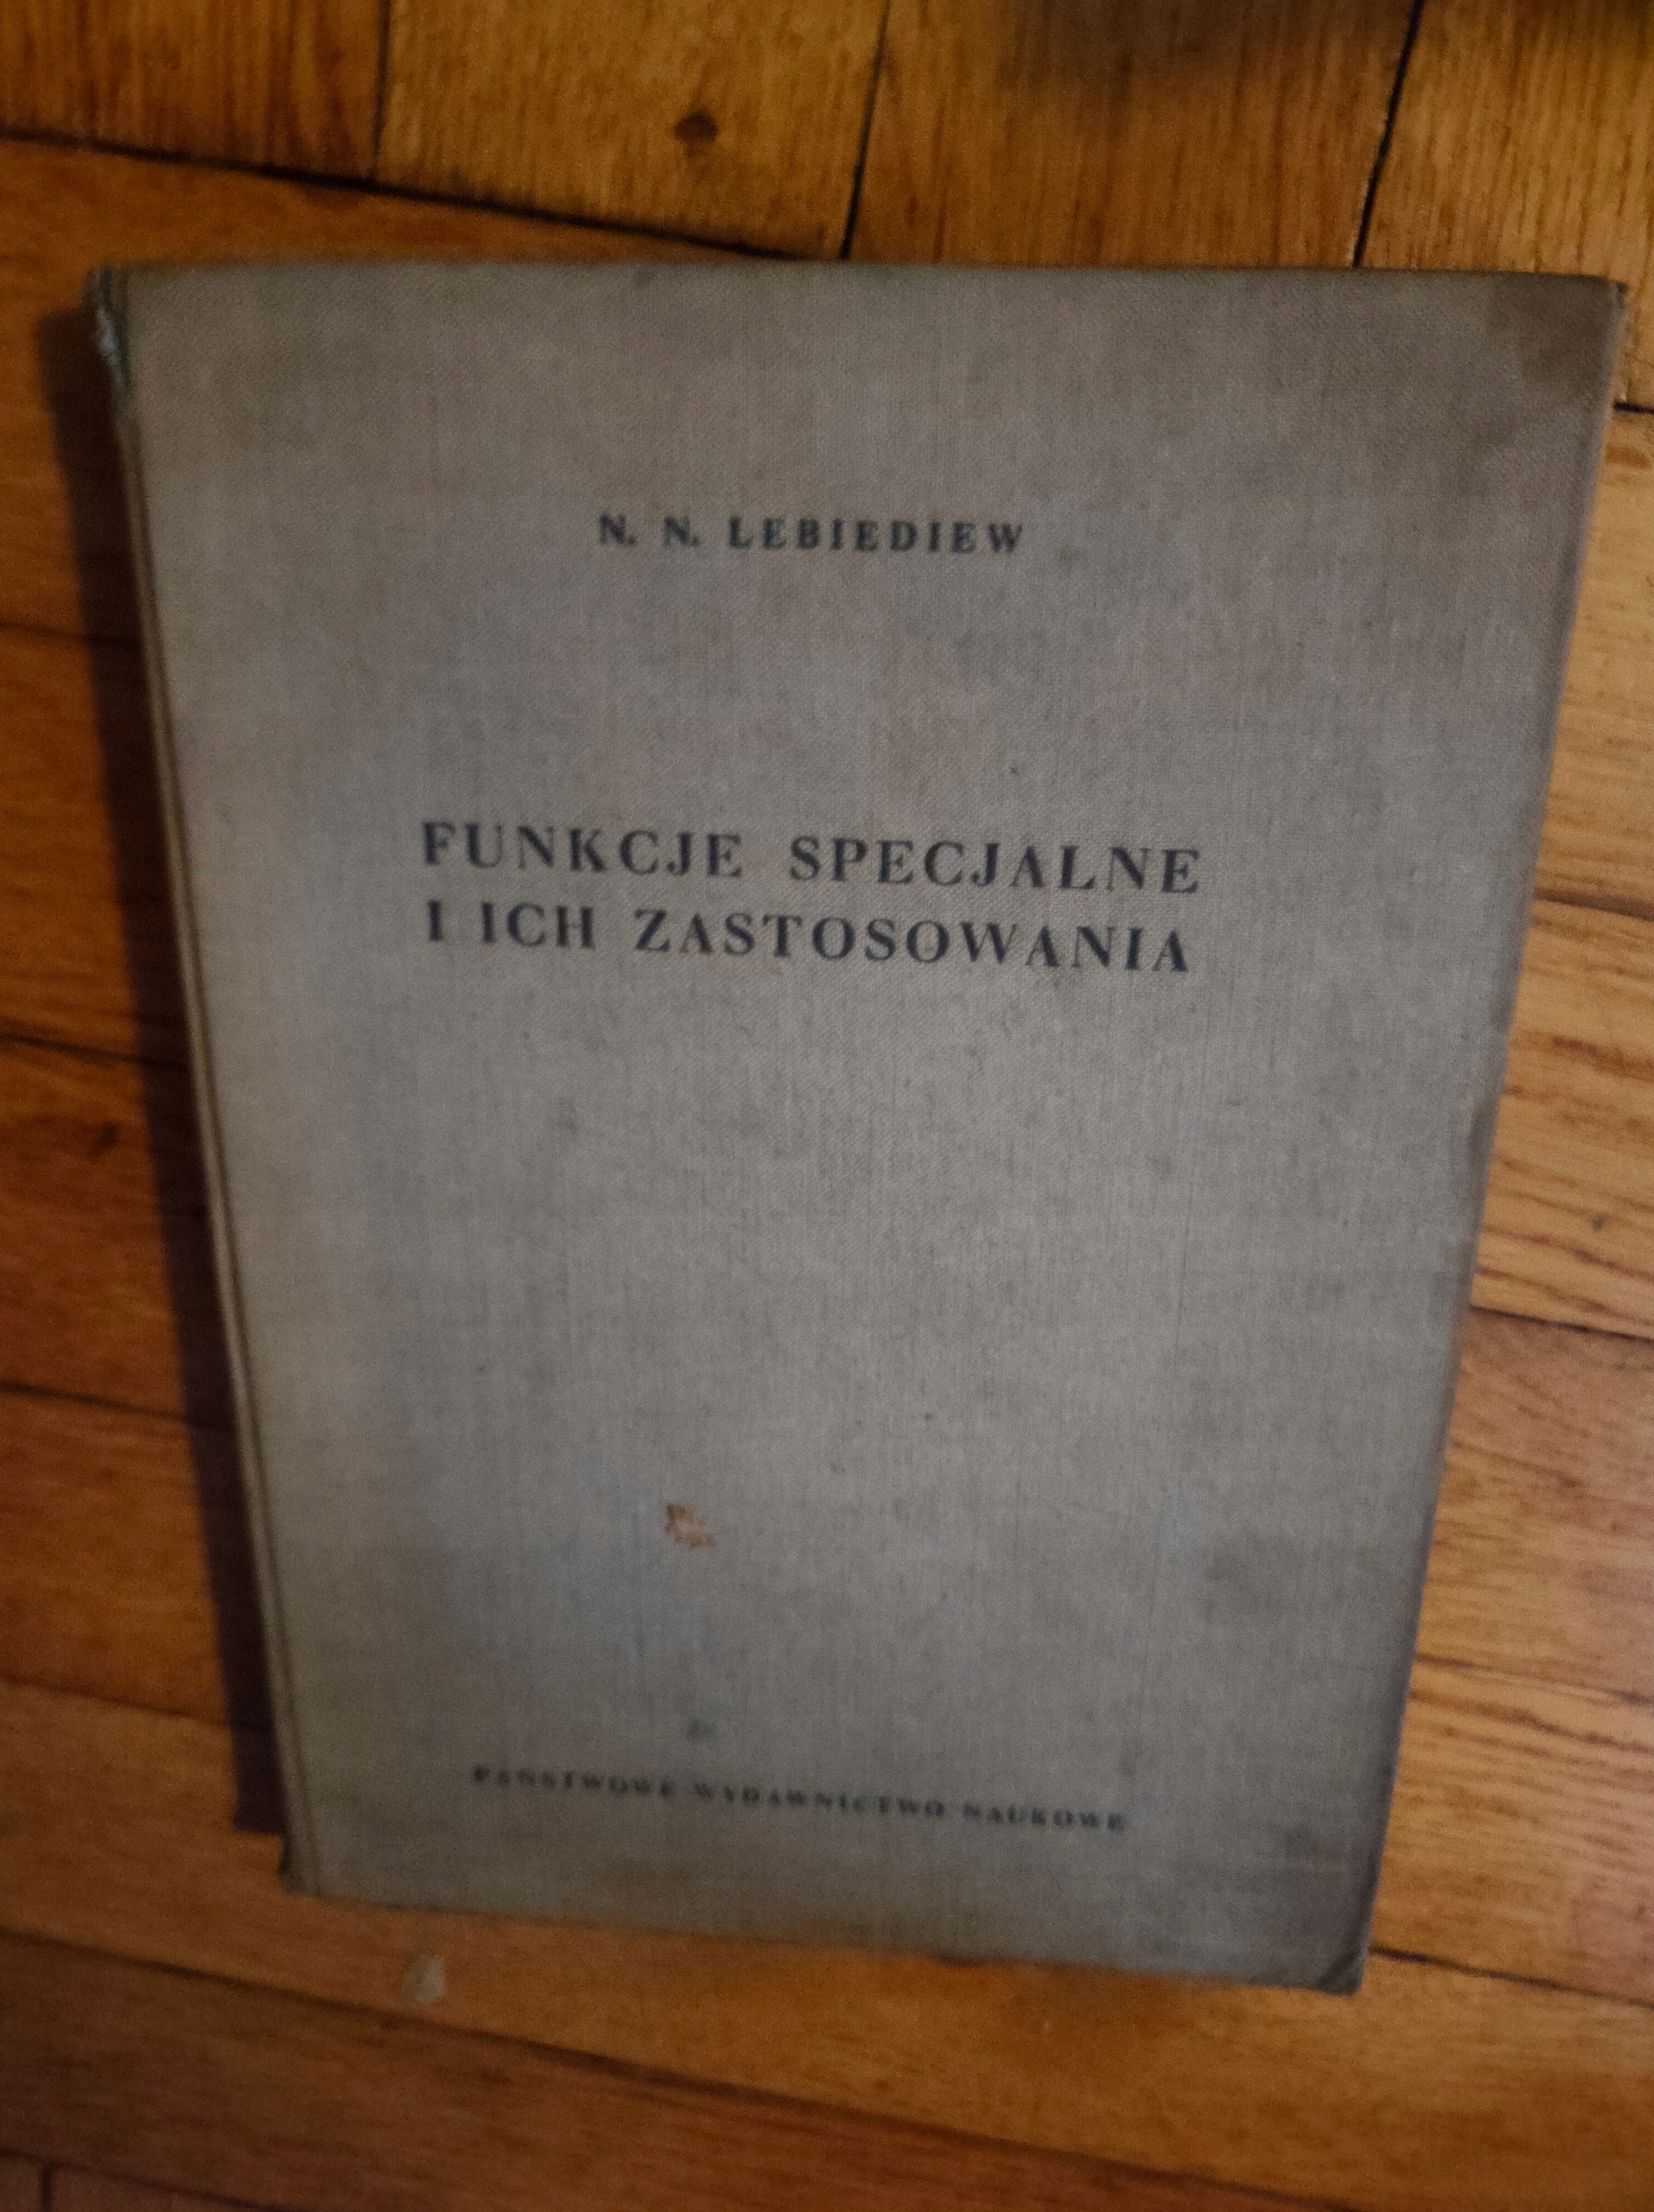 N. N. LEBIEDIEW
FUNKCJE SPECJALNE
I ICH ZASTOSOWANIA
PAŃSTWOWE WYDAWNICTWO NAUKOWE